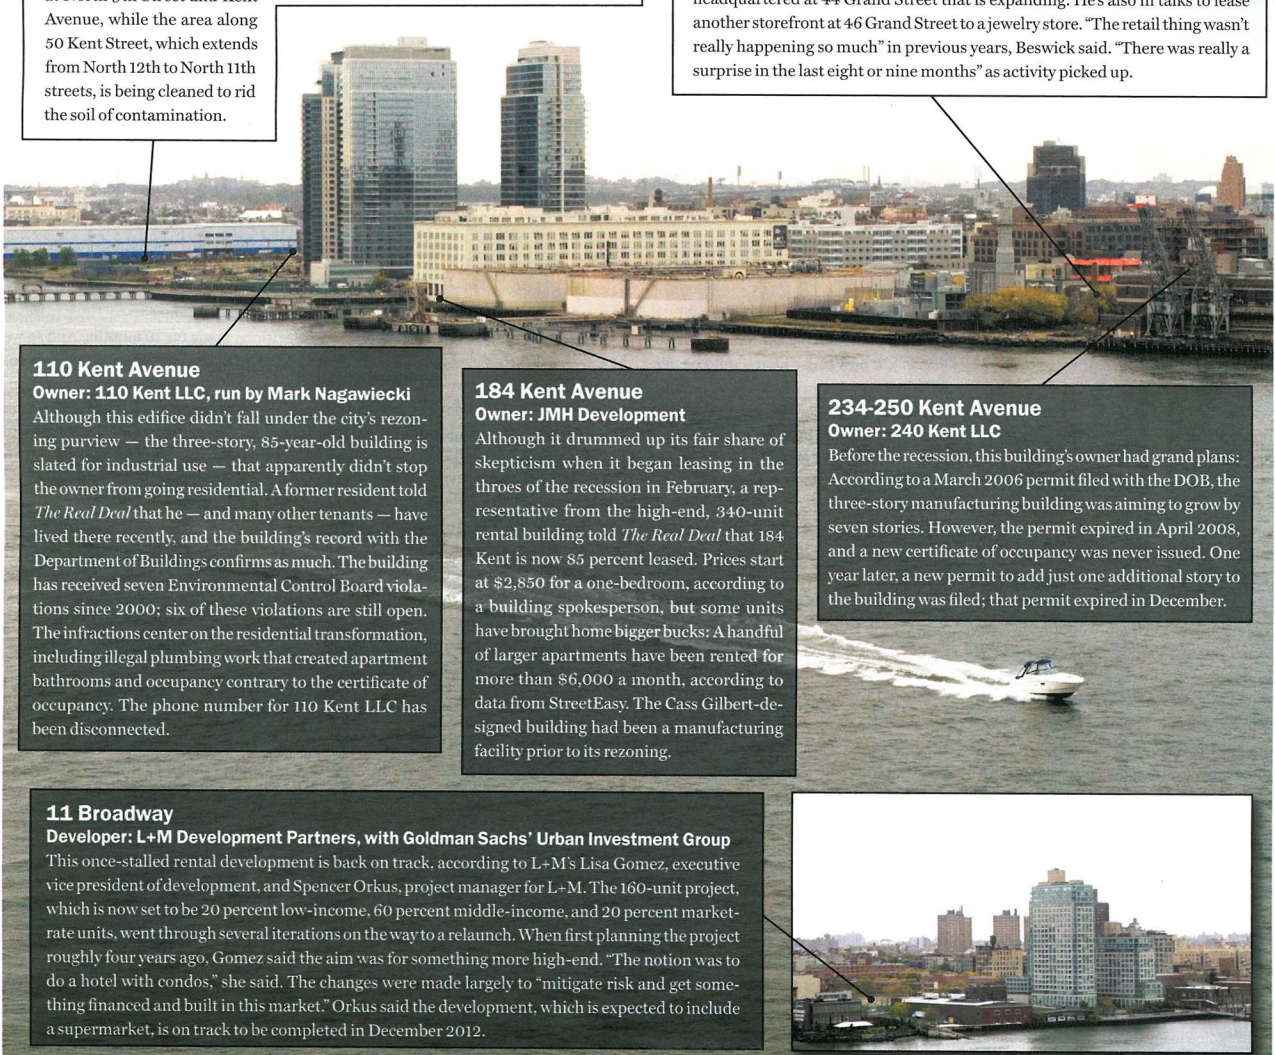 Avenue, while the area along
50 Kent Street, which extends
from North 12th to North 11th
streets, is being cleaned to rid
the soil of contamination.
headquartered at 44 Grand Street that is expanding. He's also in talks to lease
another storefront at 46 Grand Street to a jewelry store. “The retail thing wasn't
really happening so much” in previous years, Beswick said. “There was really a
surprise in the last eight or nine months” as activity picked up.
110 Kent Avenue
Owner: 110 Kent LLC, run by Mark Nagawiecki
Although this edifice didn't fall under the city's rezon-
ing purview — the three-story, 85-year-old building is
slated for industrial use — that apparently didn't stop
the owner from going residential. A former resident told
The Real Deal that he — and many other tenants — have
lived there recently, and the building's record with the
Department of Buildings confirms as much. The building
has received seven Environmental Control Board viola-
tions since 2000; six of these violations are still open.
The infractions center on the residential transformation,
including illegal plumbing work that created apartment
bathrooms and occupancy contrary to the certificate of
occupancy. The phone number for 110 Kent LLC has
been disconnected.
184 Kent Avenue
Owner: JMH Development
Although it drummed up its fair share of
skepticism when it began leasing in the
throes of the recession in February, a rep-
resentative from the high-end, 340-unit
rental building told The Real Deal that 184
Kent is now 85 percent leased. Prices start
at $2,850 for a one-bedroom, according to
a building spokesperson, but some units
have brought home bigger bucks: A handful
of larger apartments have been rented for
more than $6,000 a month, according to
data from StreetEasy. The Cass Gilbert-de-
signed building had been a manufacturing
facility prior to its rezoning.
234-250 Kent Avenue
Owner: 240 Kent LLC
Before the recession, this building's owner had grand plans:
According to a March 2006 permit filed with the DOB, the
three-story manufacturing building was aiming to grow by
seven stories. However, the permit expired in April 2008,
and a new certificate of occupancy was never issued. One
year later, a new permit to add just one additional story to
the building was filed; that permit expired in December.
11 Broadway
Developer: L+M Development Partners, with Goldman Sachs' Urban Investment Group
This once-stalled rental development is back on track, according to L+M's Lisa Gomez, executive
vice president of development, and Spencer Orkus, project manager for L+M. The 160-unit project,
which is now set to be 20 percent low-income, 60 percent middle-income, and 20 percent market-
rate units, went through several iterations on the way to a relaunch. When first planning the project
roughly four years ago, Gomez said the aim was for something more high-end. “The notion was to
do a hotel with condos,” she said. The changes were made largely to “mitigate risk and get some-
thing financed and built in this market.” Orkus said the development, which is expected to include
a supermarket, is on track to be completed in December 2012.